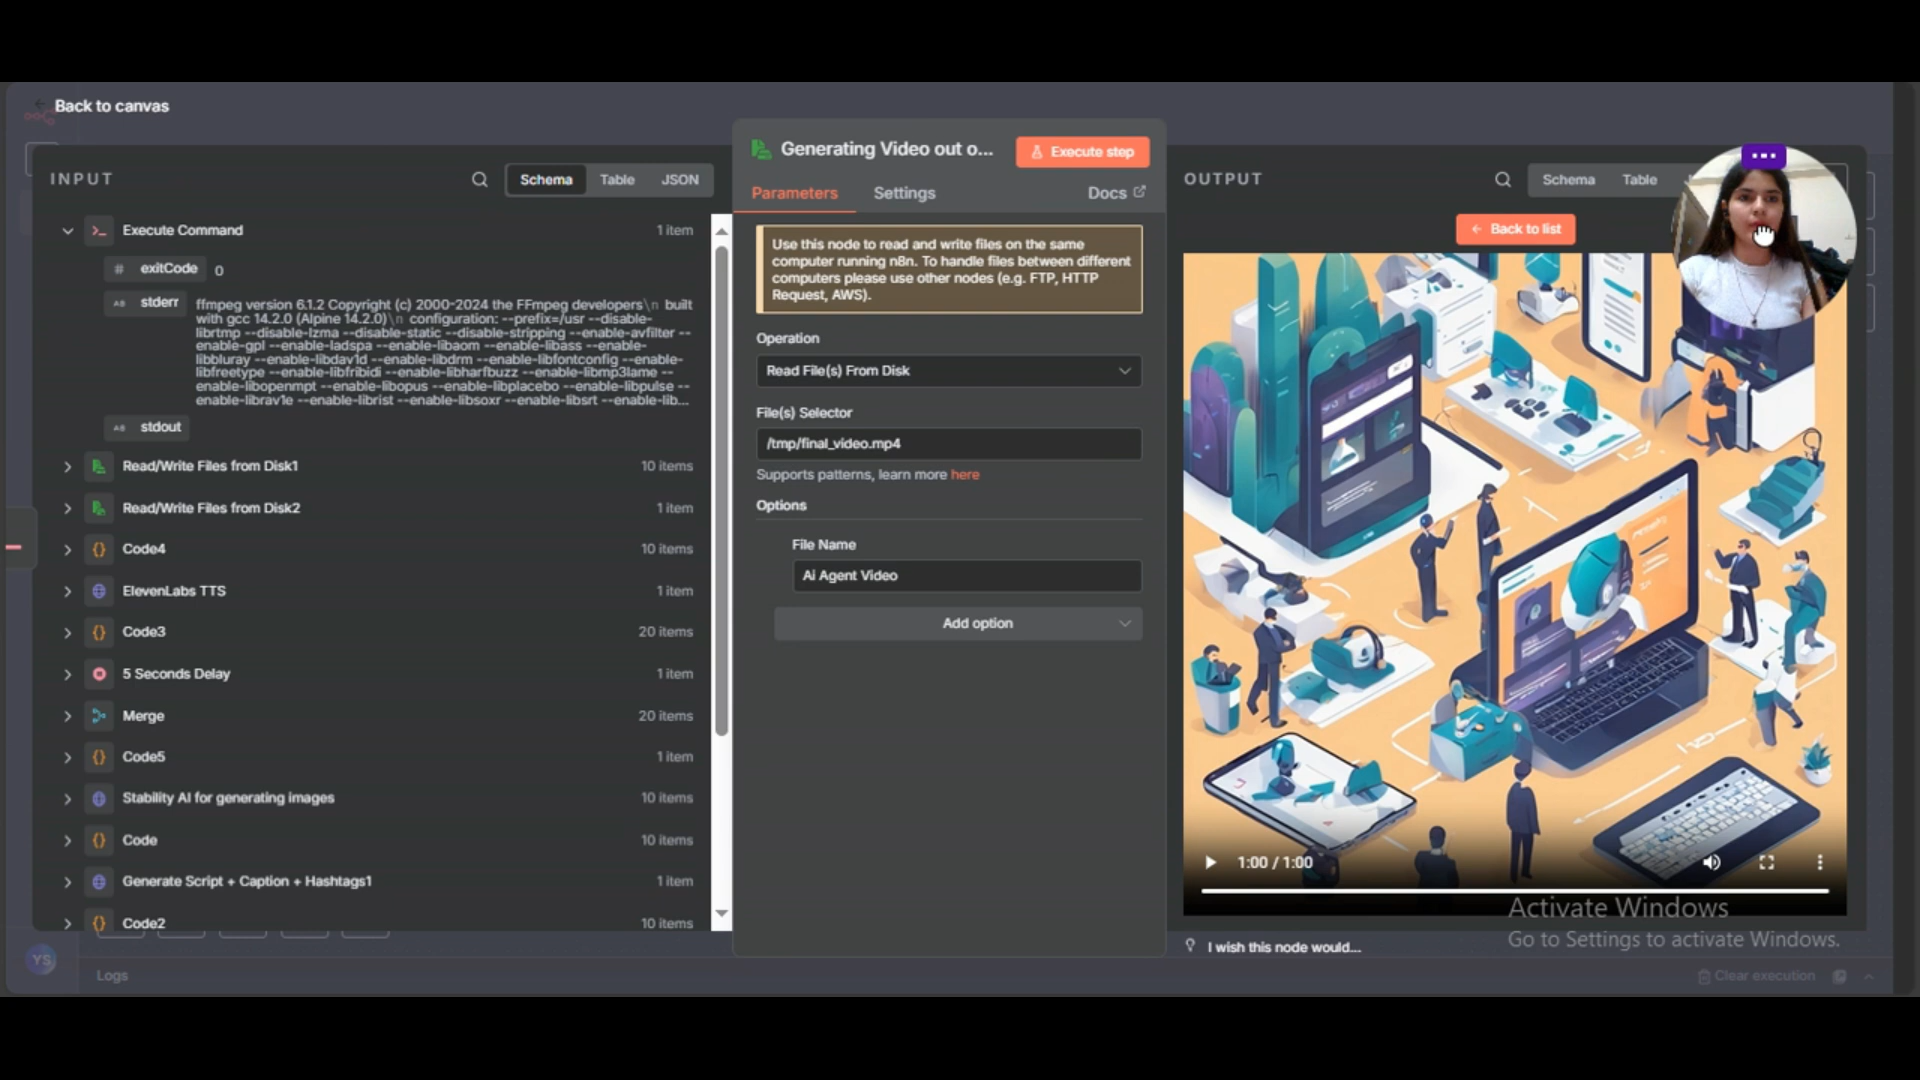 Back to canvas
INPUT
Schema
Table
JSON
Execute Command
1 item
# exitCode 0
AB stderr
ffmpeg version 6.1.2 Copyright (c) 2000-2024 the FFmpeg developers\n built
with gcc 14.2.0 (Alpine 14.2.0)\n configuration: --prefix=/usr --disable-
librtmp --disable-lzma --disable-static --disable-stripping --enable-avfilter --
enable-gpl --enable-ladspa --enable-libaom --enable-libass --enable-
libbluray --enable-libdav1d --enable-libdrm --enable-libfontconfig --enable-
libfreetype --enable-libfribidi --enable-libharfbuzz --enable-libmp3lame --
enable-libopenmpt --enable-libopus --enable-libplacebo --enable-libpulse --
enable-librav1e --enable-librist --enable-libsoxr --enable-libsrt --enable-lib...
AB stdout
Read/Write Files from Disk1
10 items
Read/Write Files from Disk2
1 item
Code4
10 items
ElevenLabs TTS
1 item
Code3
20 items
5 Seconds Delay
1 item
Merge
20 items
Code5
1 item
Stability AI for generating images
10 items
Code
10 items
Generate Script + Caption + Hashtags1
1 item
Code2
10 items
YS
Logs
Generating Video out o...
Execute step
Parameters
Settings
Docs
Use this node to read and write files on the same
computer running n8n. To handle files between different
computers please use other nodes (e.g. FTP, HTTP
Request, AWS).
Operation
Read File(s) From Disk
File(s) Selector
/tmp/final_video.mp4
Supports patterns, learn more here
Options
File Name
Ai Agent Video
Add option
OUTPUT
Schema
Table
Back to list
1:00 / 1:00
Activate Windows
Go to Settings to activate Windows.
I wish this node would...
Clear execution